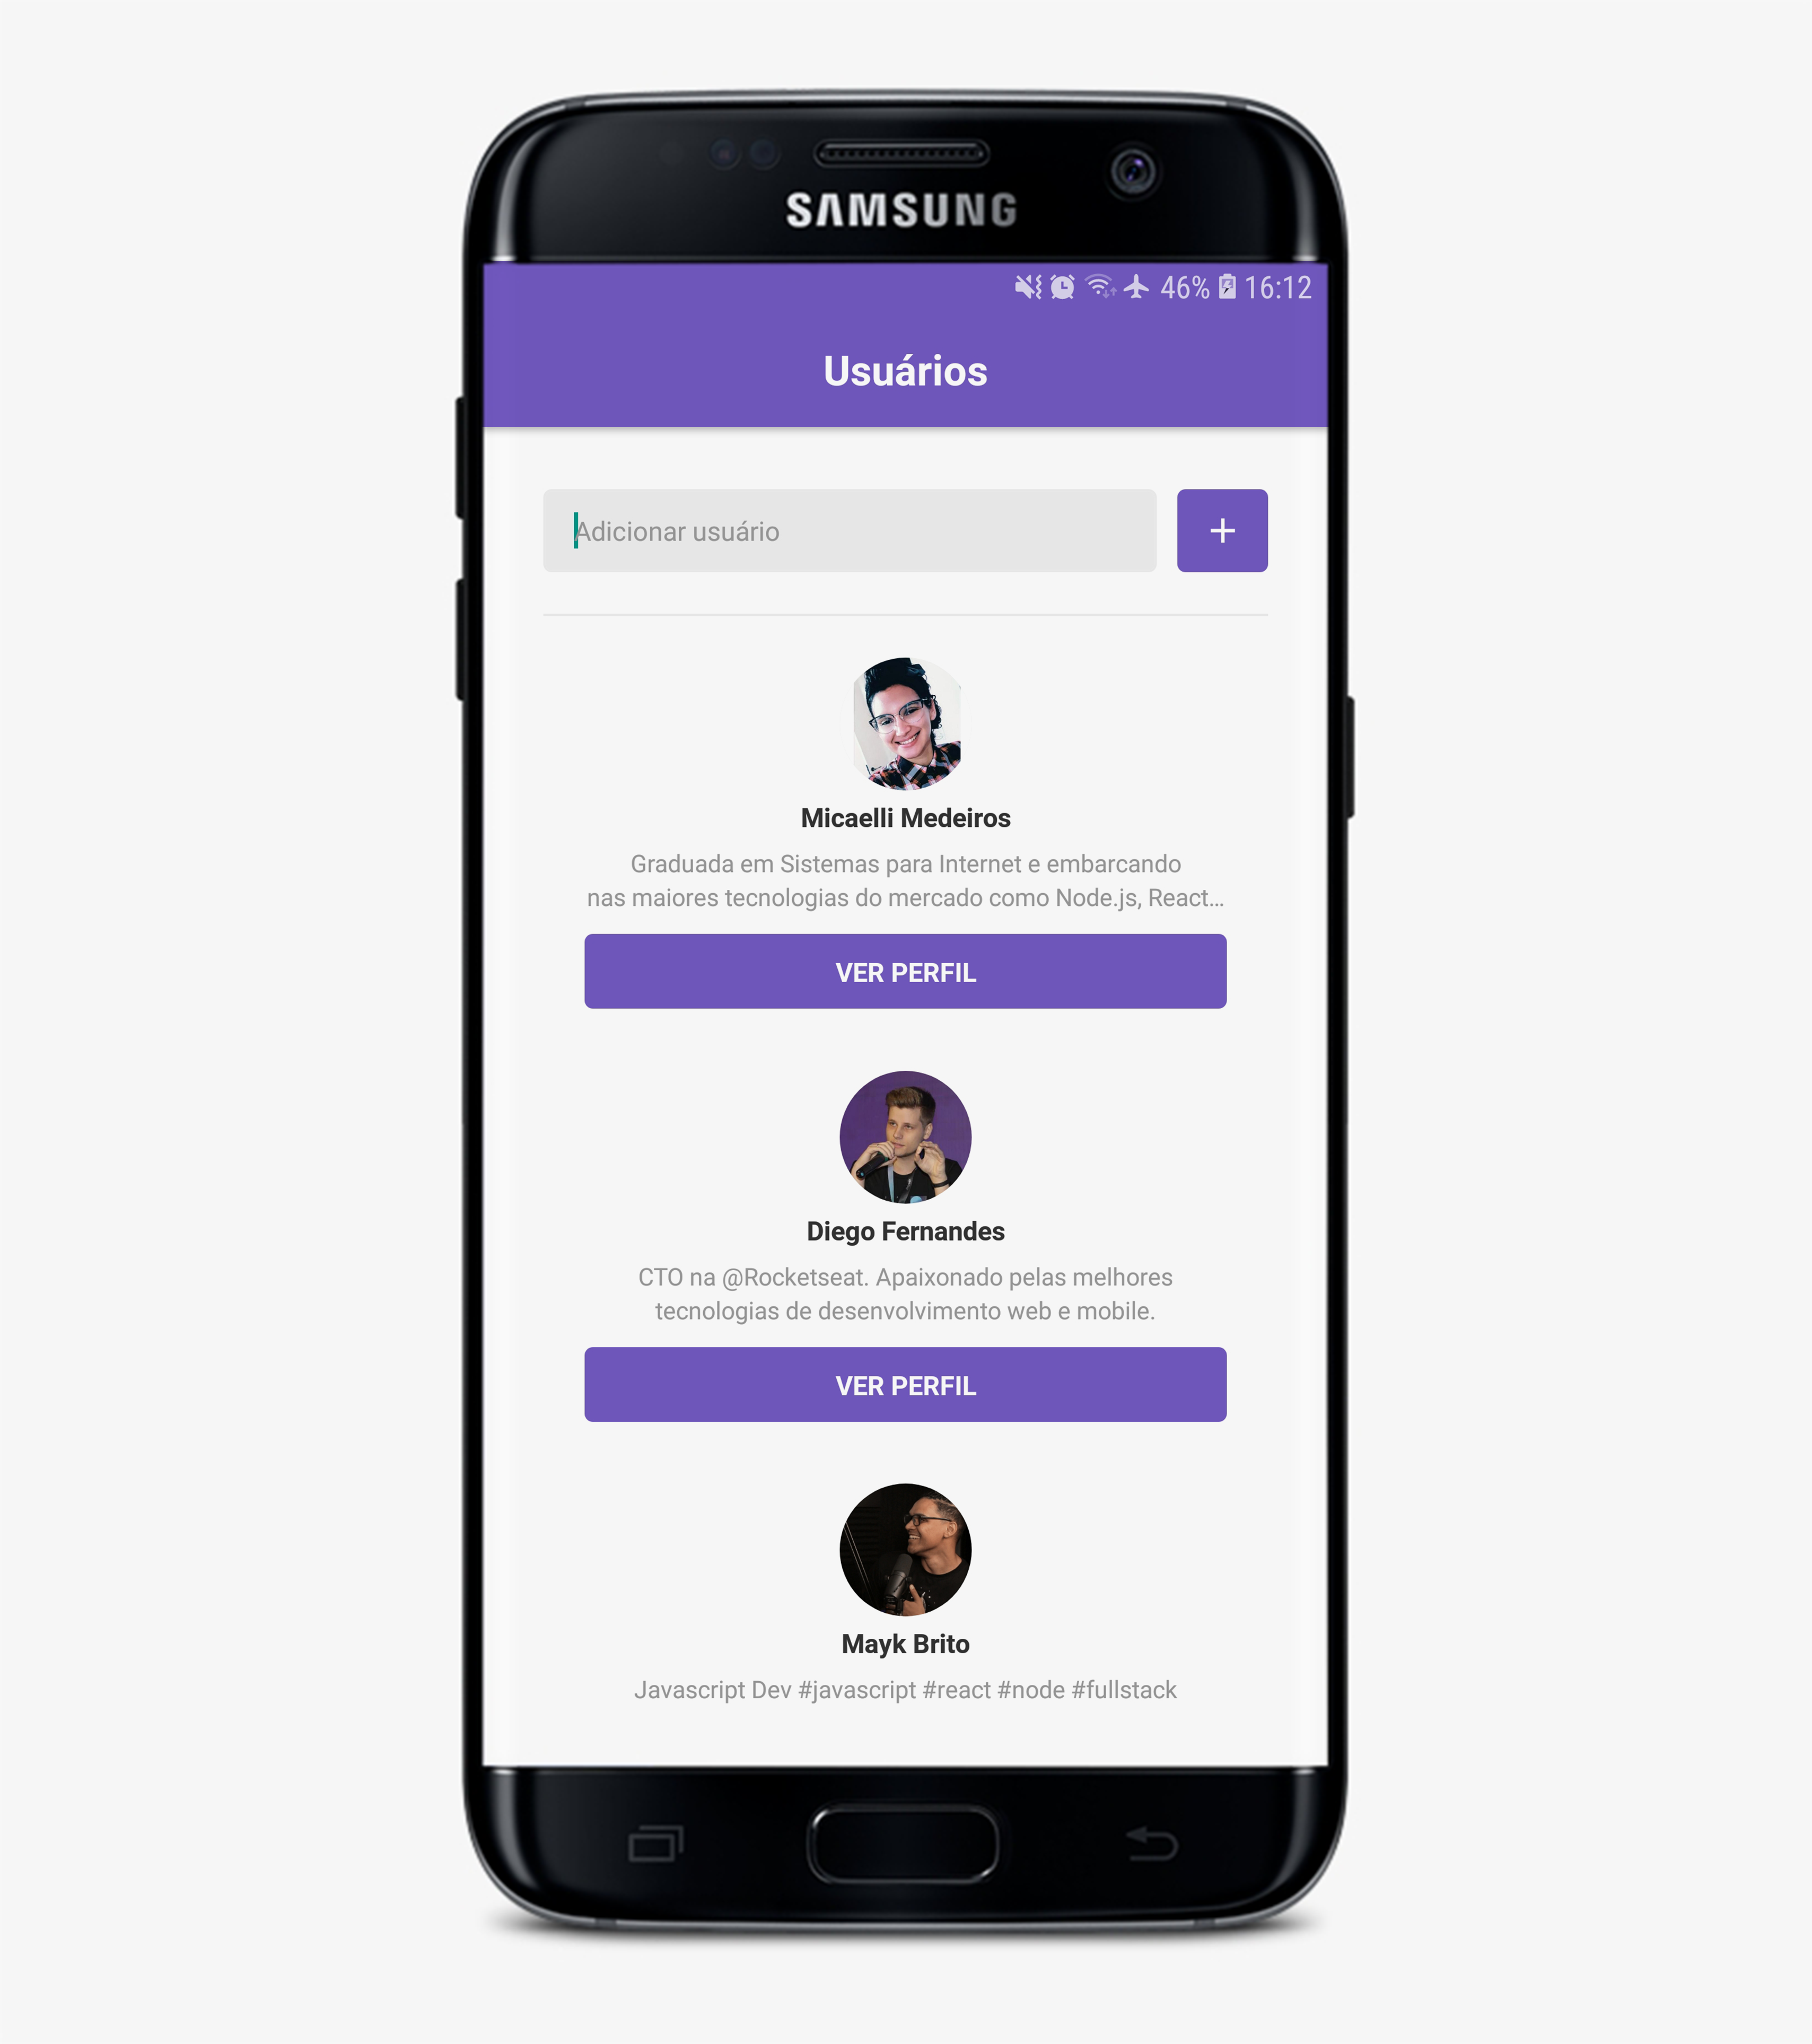 SAMSUNG
46% 16:12
Usuários
Adicionar usuário
+
Micaelli Medeiros
Graduada em Sistemas para Internet e embarcando
nas maiores tecnologias do mercado como Node.js, React...
VER PERFIL
Diego Fernandes
CTO na @Rocketseat. Apaixonado pelas melhores
tecnologias de desenvolvimento web e mobile.
VER PERFIL
Mayk Brito
Javascript Dev #javascript #react #node #fullstack